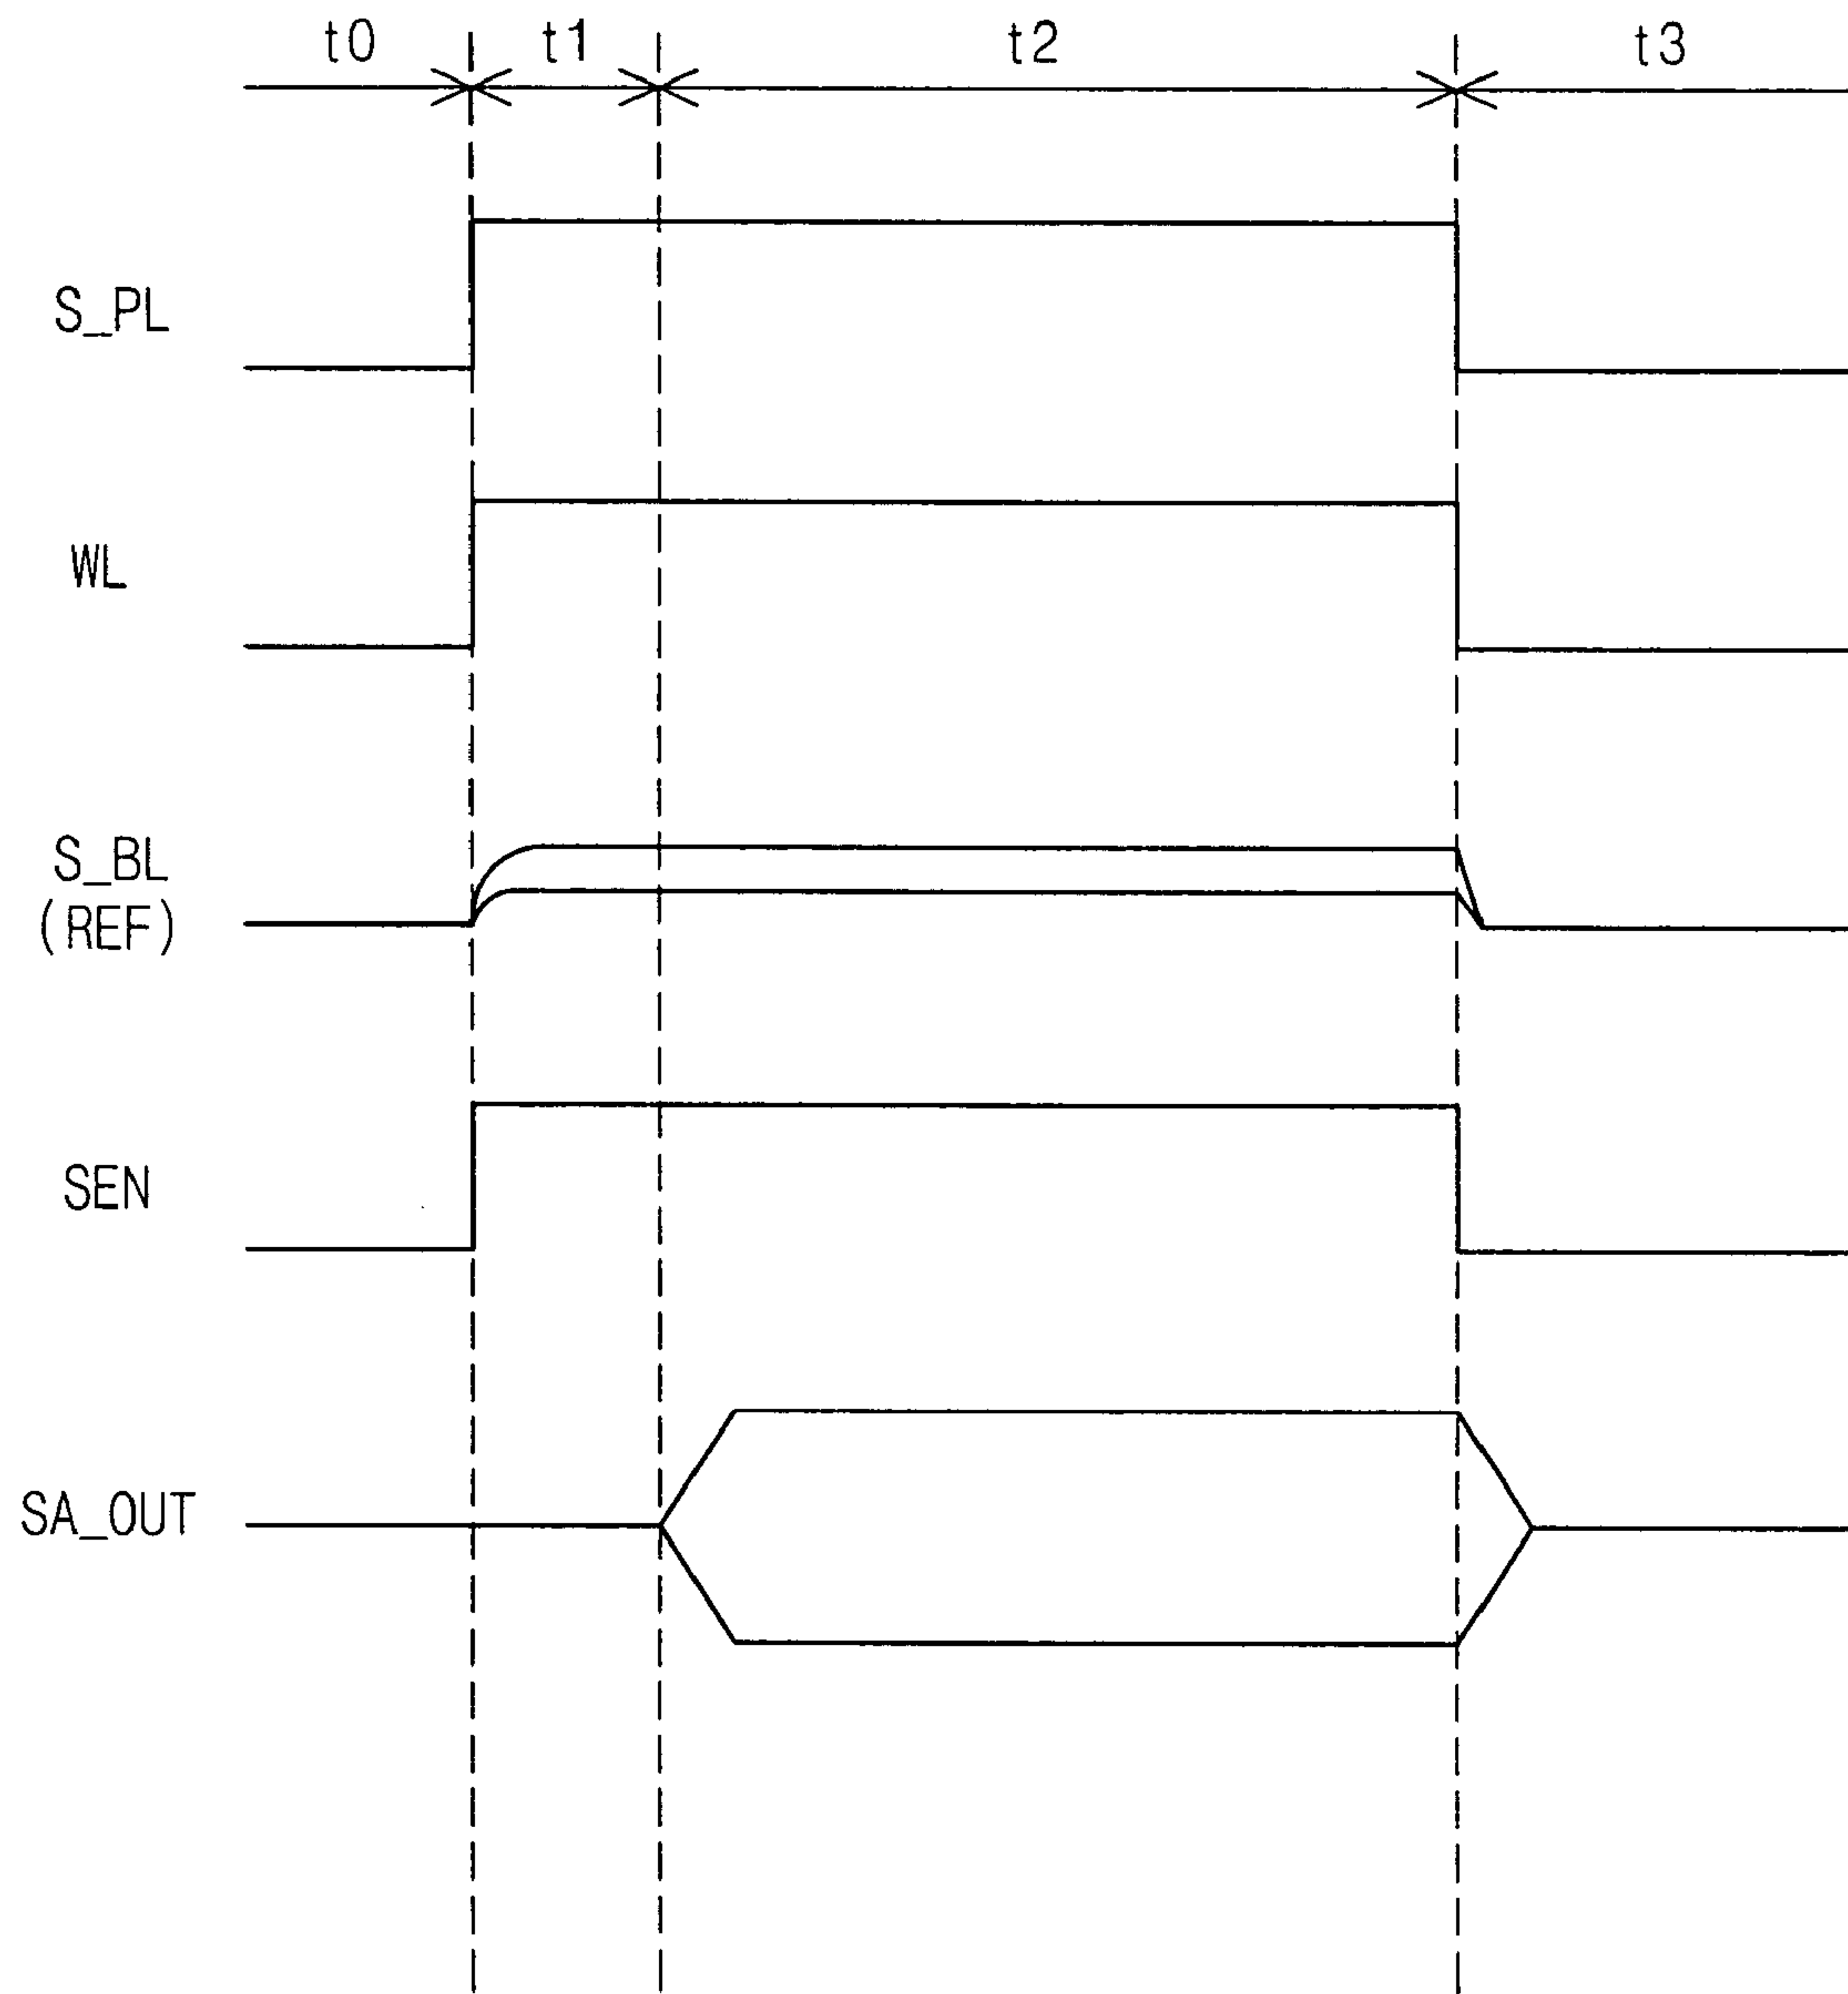 t0 t1 t2 t3
S_PL
WL
S_BL
(REF)
SEN
SA_OUT